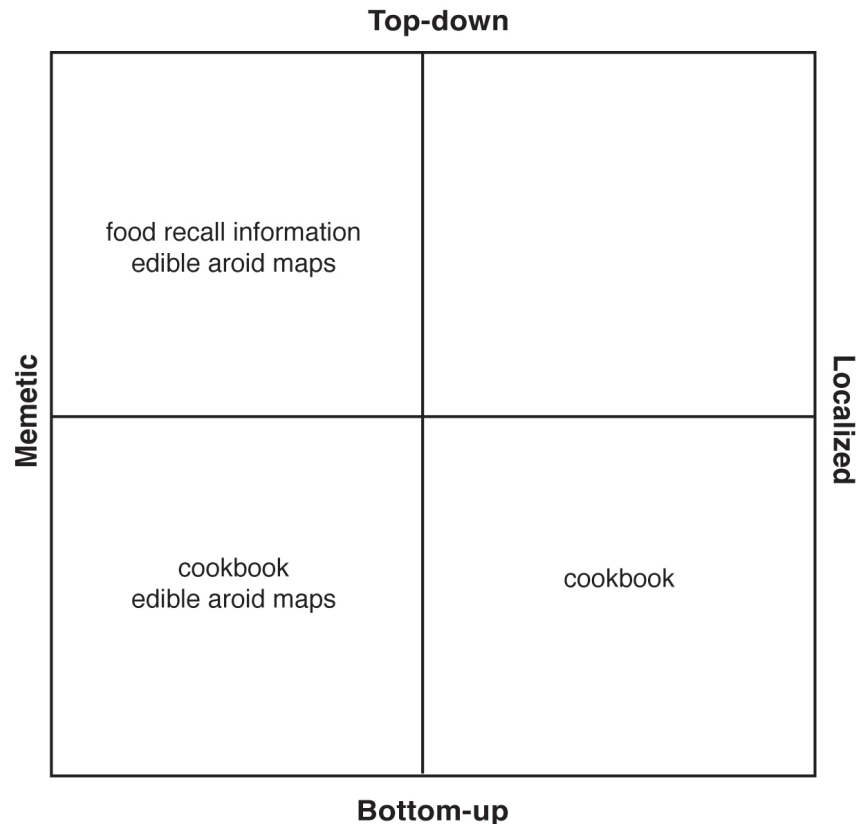 Top-down
food recall information
edible aroid maps
Memetic
Localized
cookbook
edible aroid maps
cookbook
Bottom-up